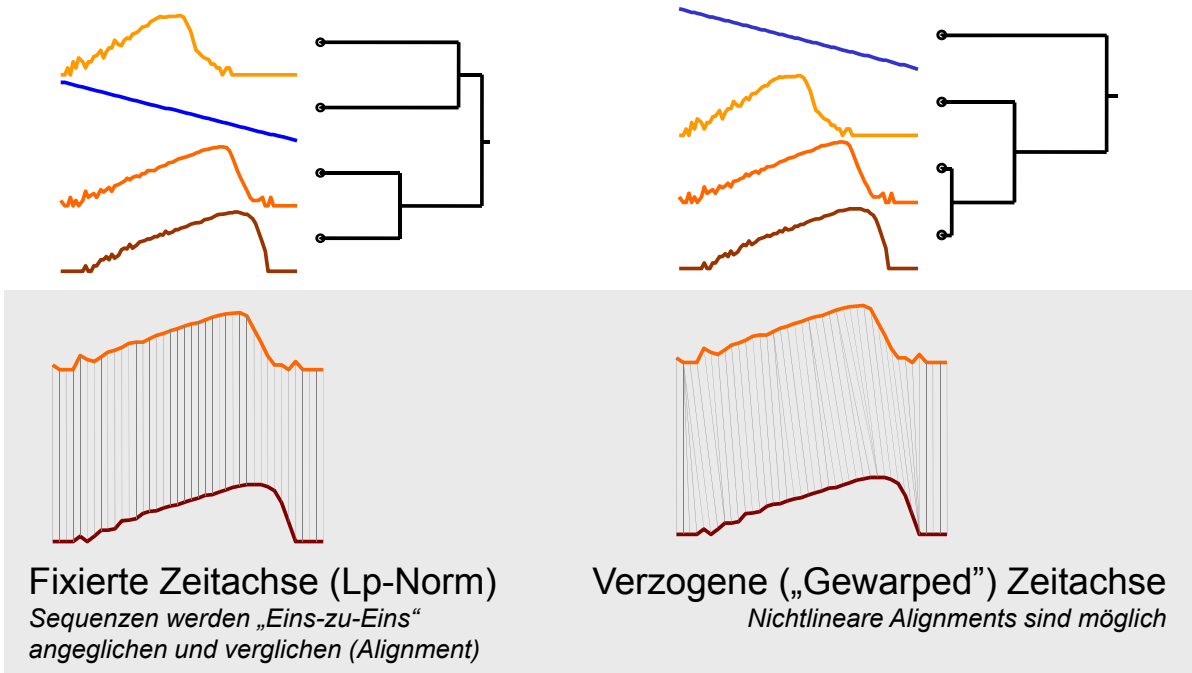 Fixierte Zeitachse (Lp-Norm)
Sequenzen werden „Eins-zu-Eins“
angeglichen und verglichen (Alignment)
Verzogene („Gewarped”) Zeitachse
Nichtlineare Alignments sind möglich